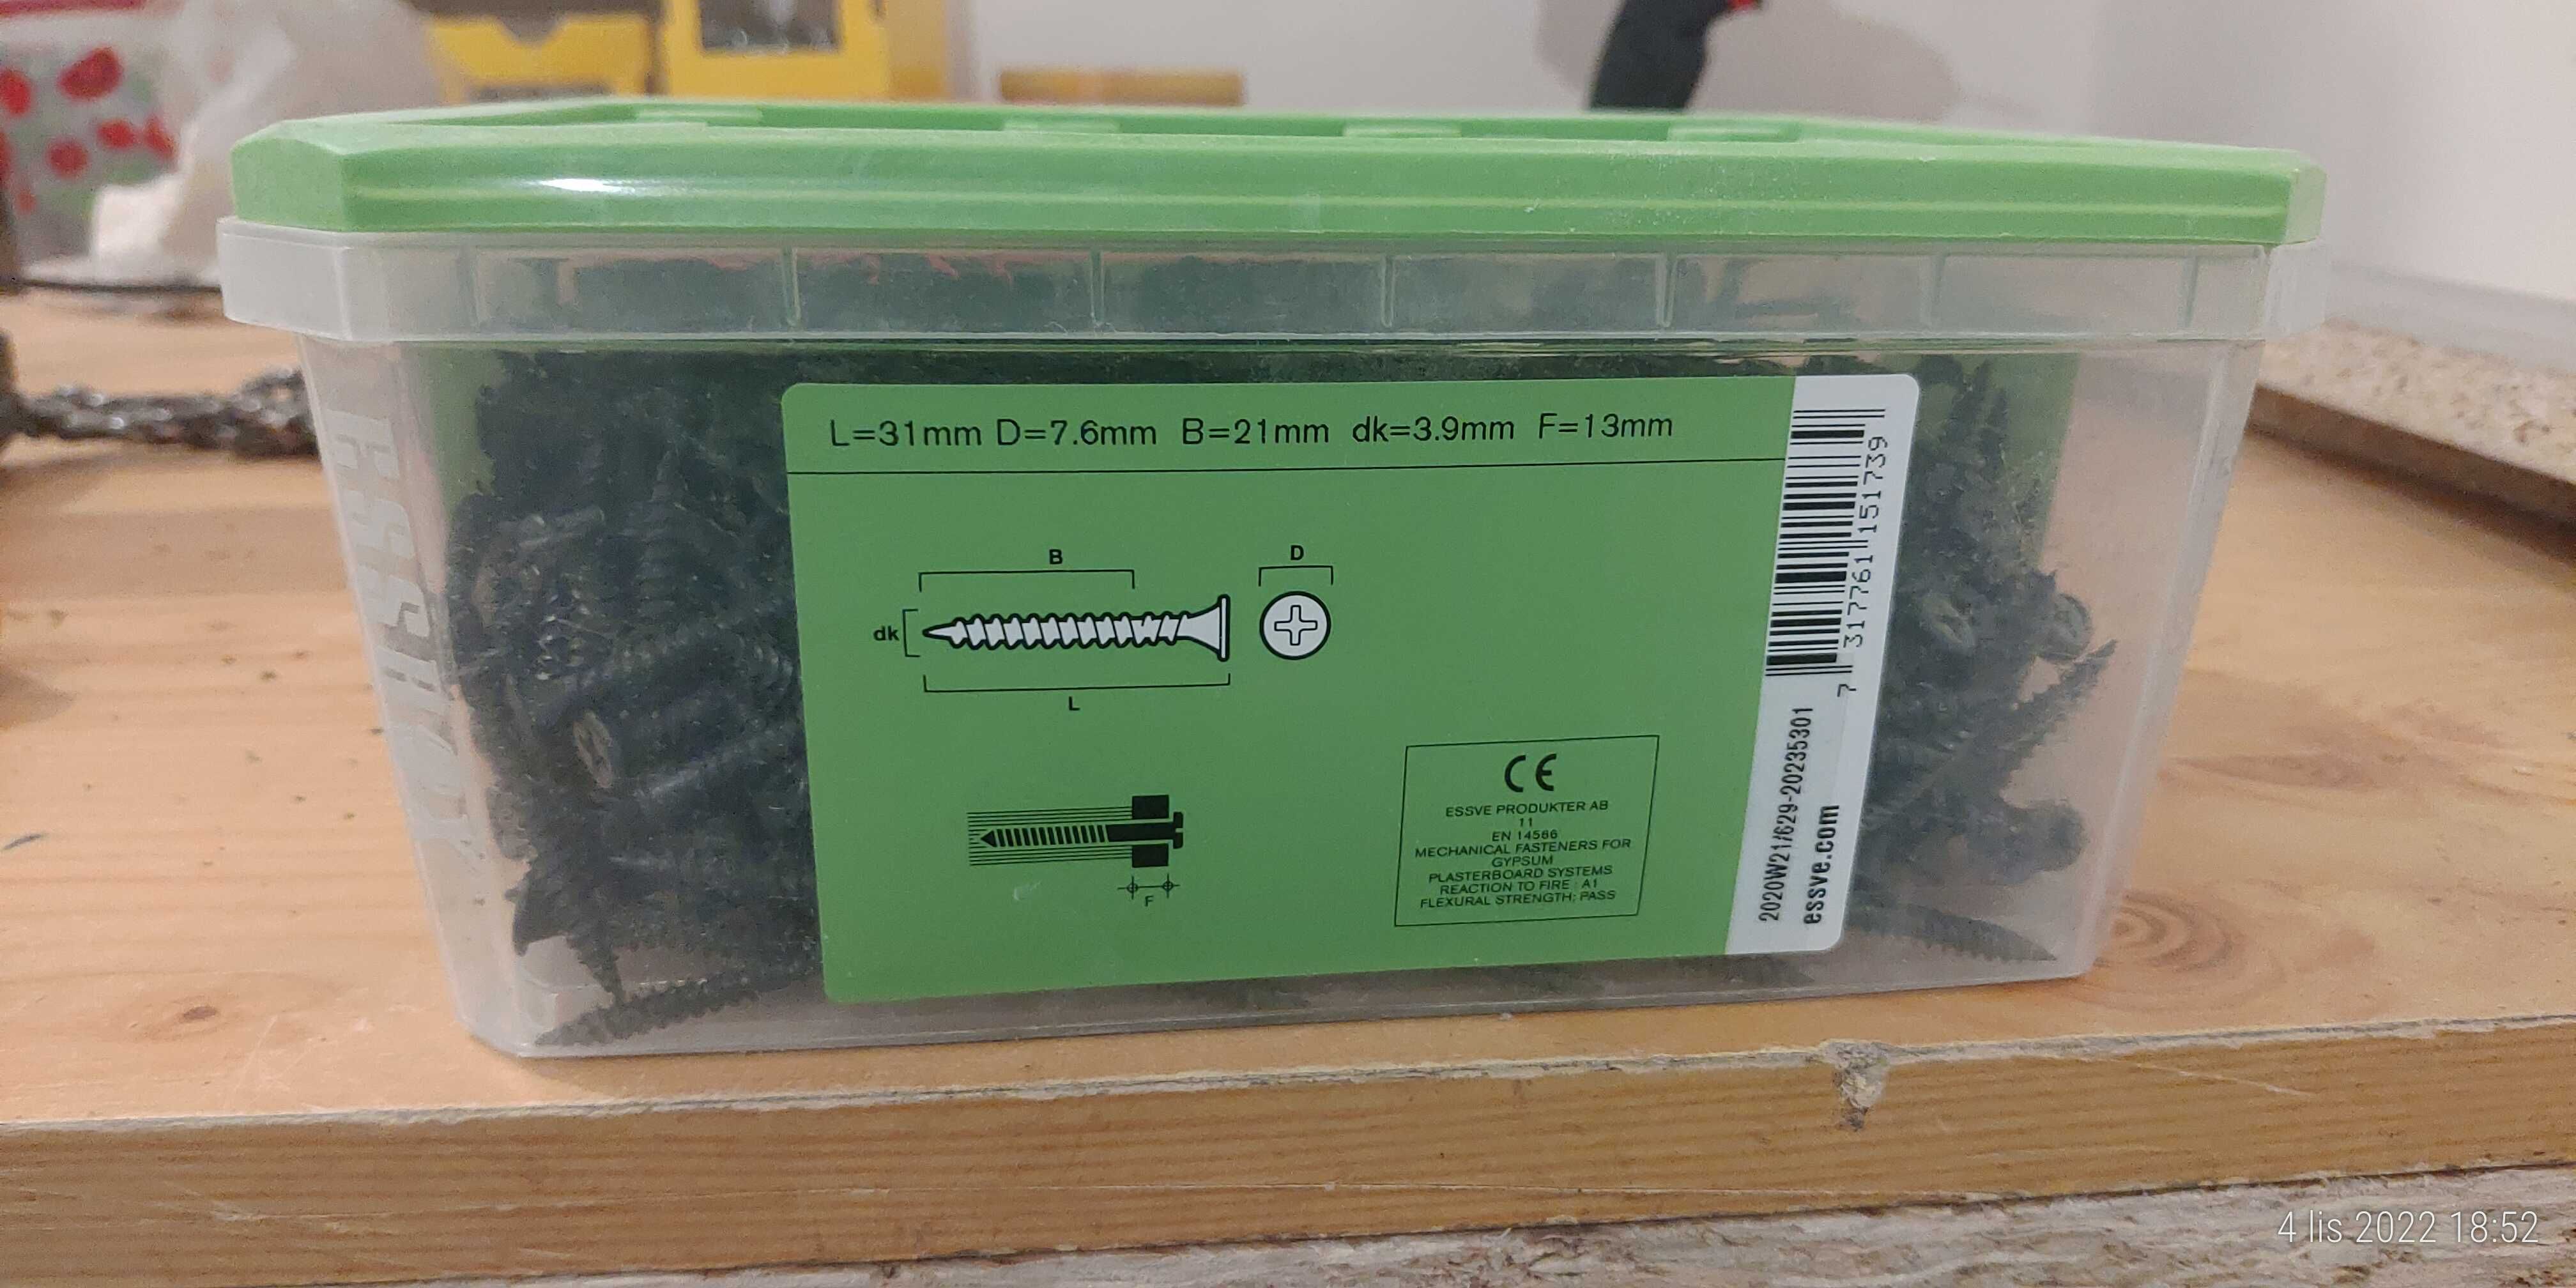 L=31mm D=7.6mm B=21mm dk=3.9mm F=13mm
B
D
dk
L
F
CE
ESSVE PRODUKTER AB
11
EN 14566
MECHANICAL FASTENERS FOR
GYPSUM
PLASTERBOARD SYSTEMS
REACTION TO FIRE : A1
FLEXURAL STRENGTH; PASS
7 317761 151739
2020W21/629-20235301
essve.com
ESSVE
4 lis 2022 18:52